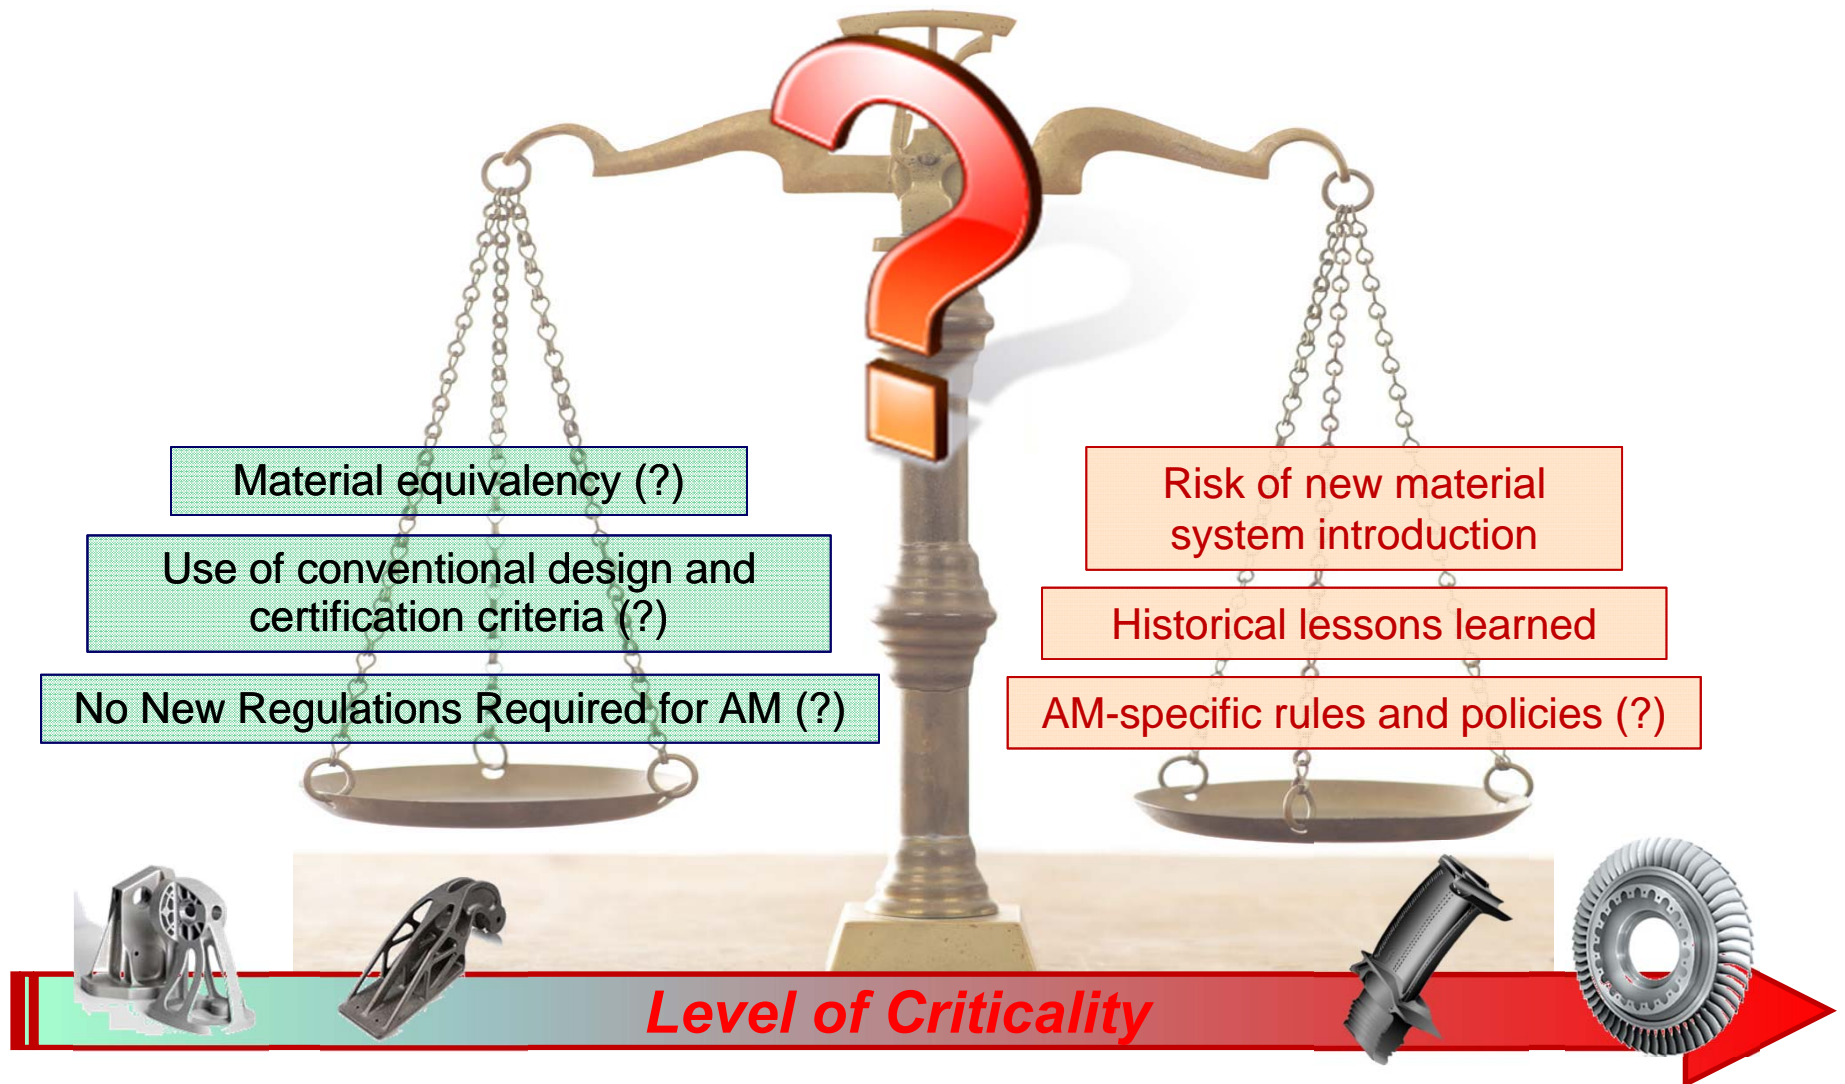 ?
Material equivalency (?)
Use of conventional design and
certification criteria (?)
No New Regulations Required for AM (?)
Risk of new material
system introduction
Historical lessons learned
AM-specific rules and policies (?)
Level of Criticality